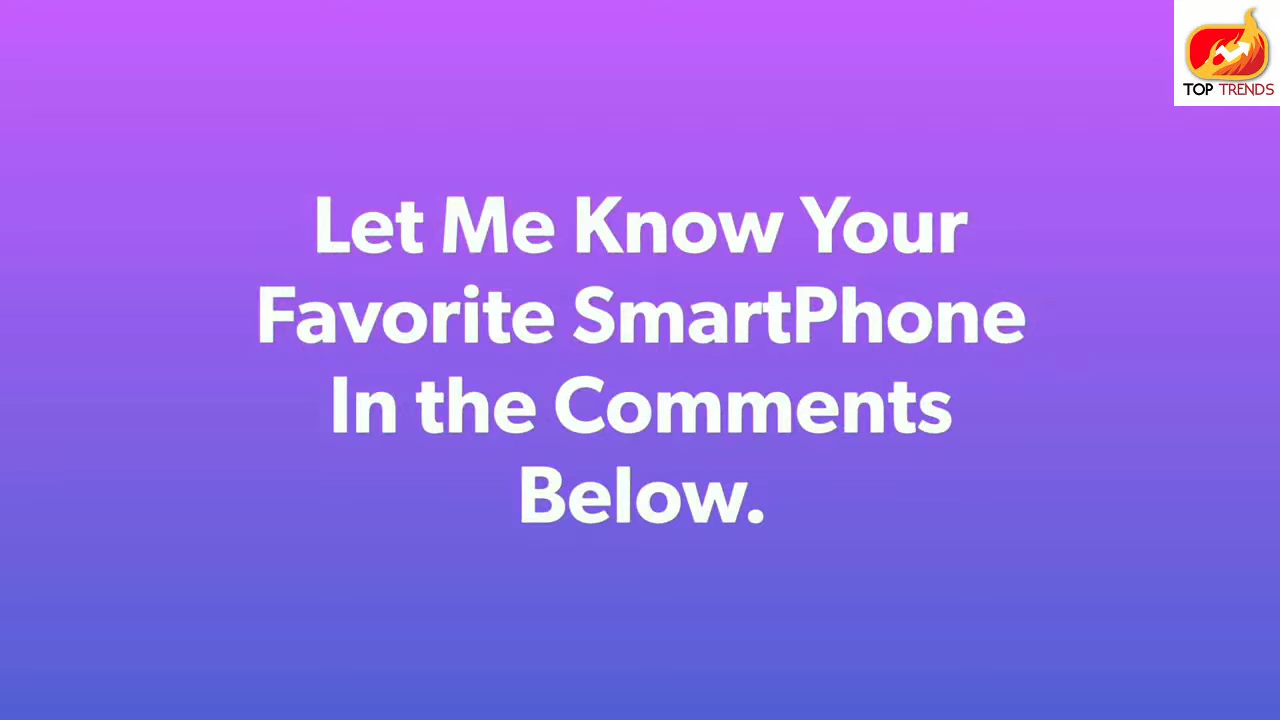 TOP TRENDS
Let Me Know Your
Favorite SmartPhone
In the Comments
Below.